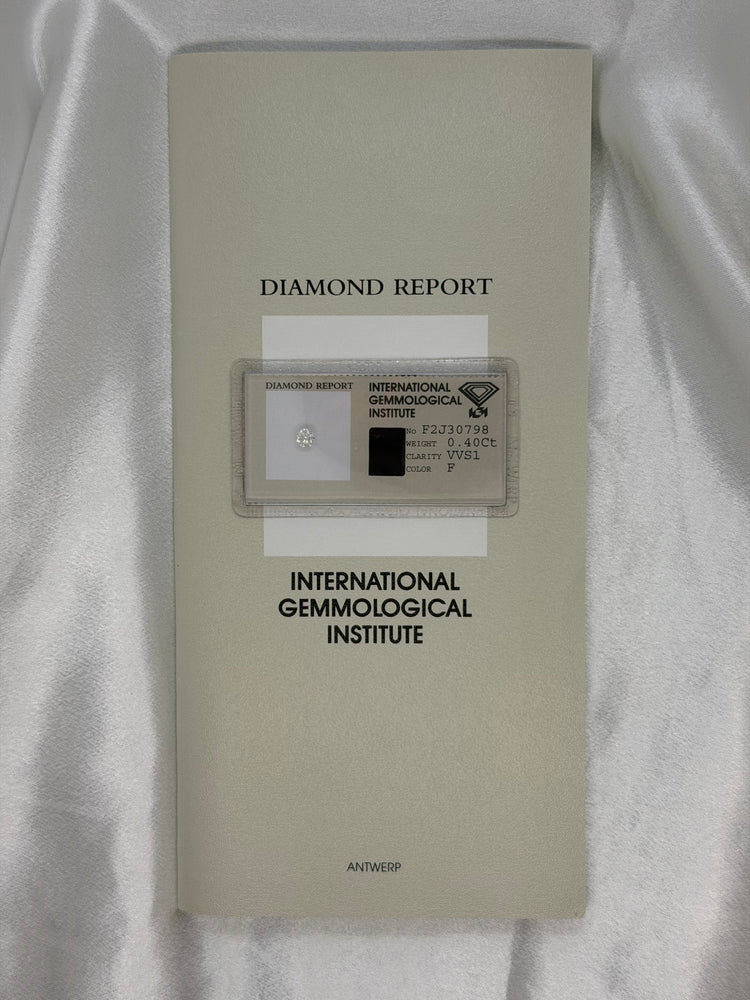 DIAMOND REPORT
DIAMOND REPORT
INTERNATIONAL
GEMMOLOGICAL
INSTITUTE
No F2J30798
WEIGHT 0.40Ct
CLARITY VVS1
COLOR F
INTERNATIONAL
GEMMOLOGICAL
INSTITUTE
ANTWERP